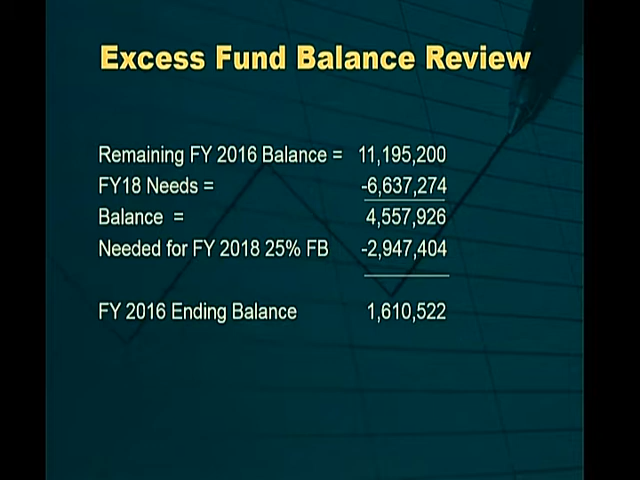 Excess Fund Balance Review
Remaining FY 2016 Balance = 11,195,200
FY18 Needs = -6,637,274
Balance = 4,557,926
Needed for FY 2018 25% FB -2,947,404
FY 2016 Ending Balance 1,610,522